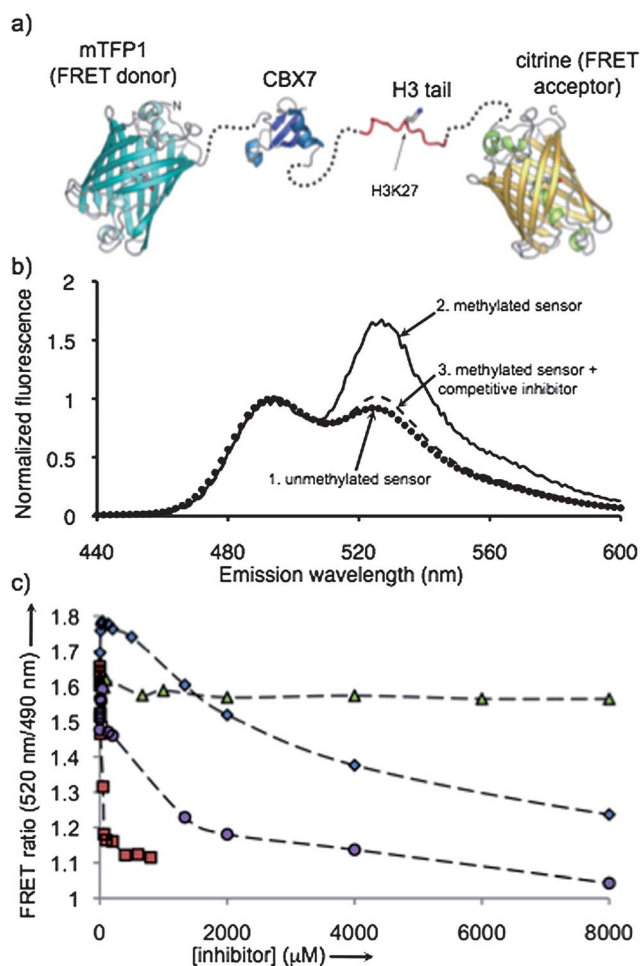 a)
mTFP1
(FRET donor)
CBX7
H3 tail
citrine (FRET
acceptor)
N
C
H3K27
b)
Normalized fluorescence
2
1.5
1
0.5
0
2. methylated sensor
3. methylated sensor +
competitive inhibitor
1. unmethylated sensor
440 480 520 560 600
Emission wavelength (nm)
c)
FRET ratio (520 nm/490 nm)
1.8
1.7
1.6
1.5
1.4
1.3
1.2
1.1
1
0 2000 4000 6000 8000
[inhibitor] (μM)